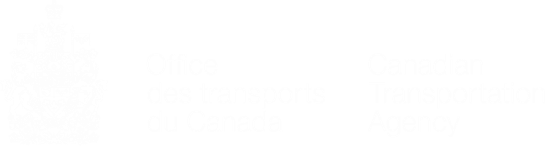 Office
des transports
du Canada
Canadian
Transportation
Agency